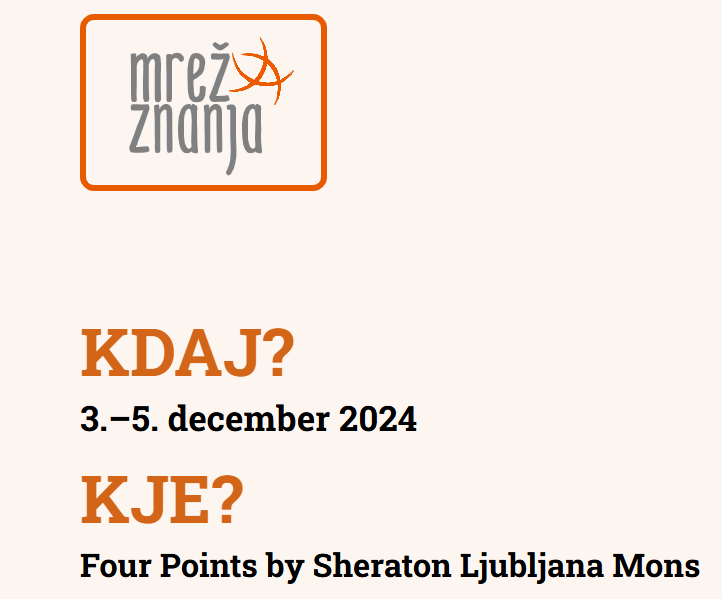 mrež
znanja
KDAJ?
3.–5. december 2024
KJE?
Four Points by Sheraton Ljubljana Mons